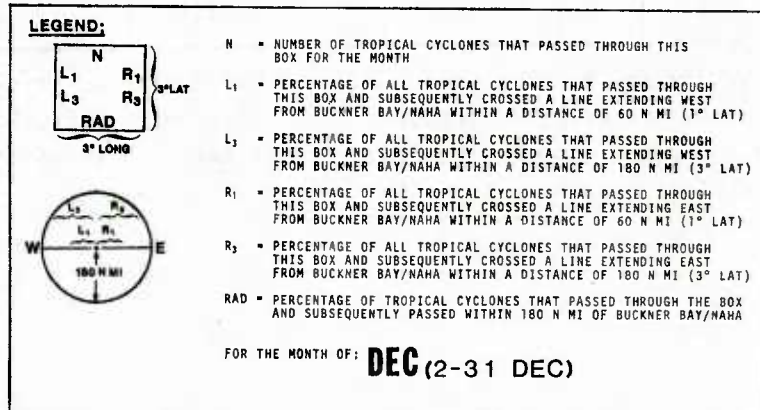 LEGEND:
N
L1 R1
L3 R3
RAD
3°LAT
3° LONG
L3 R3
L1 R1
W E
180 N MI
N = NUMBER OF TROPICAL CYCLONES THAT PASSED THROUGH THIS
BOX FOR THE MONTH
L1 = PERCENTAGE OF ALL TROPICAL CYCLONES THAT PASSED THROUGH
THIS BOX AND SUBSEQUENTLY CROSSED A LINE EXTENDING WEST
FROM BUCKNER BAY/NAHA WITHIN A DISTANCE OF 60 N MI (1° LAT)
L3 = PERCENTAGE OF ALL TROPICAL CYCLONES THAT PASSED THROUGH
THIS BOX AND SUBSEQUENTLY CROSSED A LINE EXTENDING WEST
FROM BUCKNER BAY/NAHA WITHIN A DISTANCE OF 180 N MI (3° LAT)
R1 = PERCENTAGE OF ALL TROPICAL CYCLONES THAT PASSED THROUGH
THIS BOX AND SUBSEQUENTLY CROSSED A LINE EXTENDING EAST
FROM BUCKNER BAY/NAHA WITHIN A DISTANCE OF 60 N MI (1° LAT)
R3 = PERCENTAGE OF ALL TROPICAL CYCLONES THAT PASSED THROUGH
THIS BOX AND SUBSEQUENTLY CROSSED A LINE EXTENDING EAST
FROM BUCKNER BAY/NAHA WITHIN A DISTANCE OF 180 N MI (3° LAT)
RAD = PERCENTAGE OF TROPICAL CYCLONES THAT PASSED THROUGH THE BOX
AND SUBSEQUENTLY PASSED WITHIN 180 N MI OF BUCKNER BAY/NAHA
FOR THE MONTH OF: DEC (2-31 DEC)